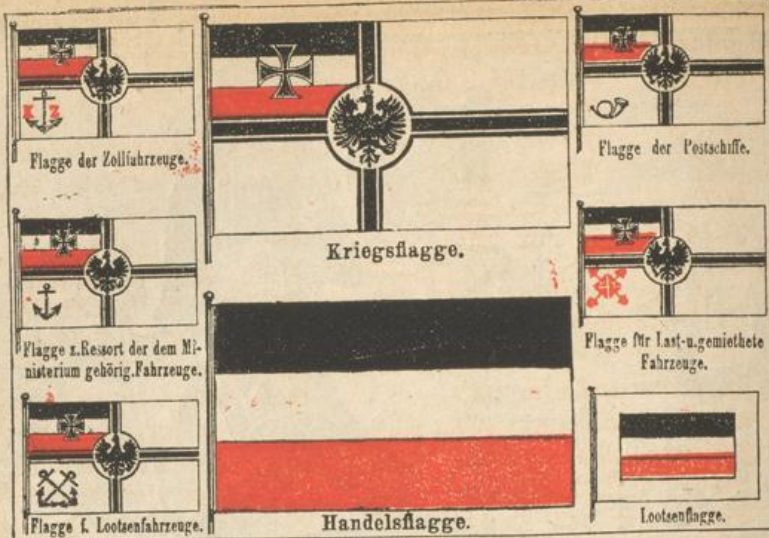 K Z
Flagge der Zollfahrzeuge.
Flagge z. Ressort der dem Mi-
nisterium gehörig. Fahrzeuge.
Flagge f. Lootsenfahrzeuge.
Kriegsflagge.
Handelsflagge.
Flagge der Postschiffe.
Flagge für Last-u. gemiethete
Fahrzeuge.
Lootsenflagge.